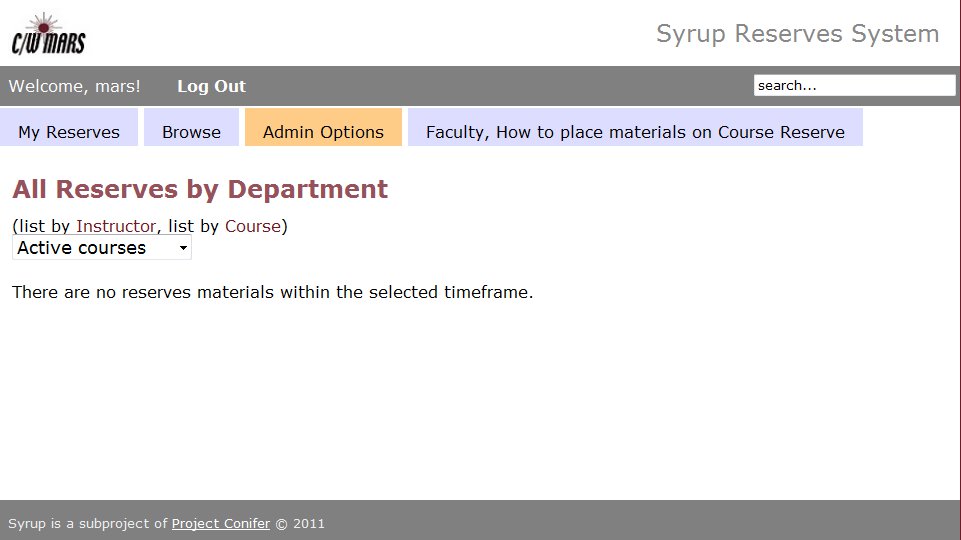 C/W MARS
Syrup Reserves System
Welcome, mars! Log Out search...
My Reserves Browse Admin Options Faculty, How to place materials on Course Reserve
All Reserves by Department
(list by Instructor, list by Course)
Active courses
There are no reserves materials within the selected timeframe.
Syrup is a subproject of Project Conifer © 2011